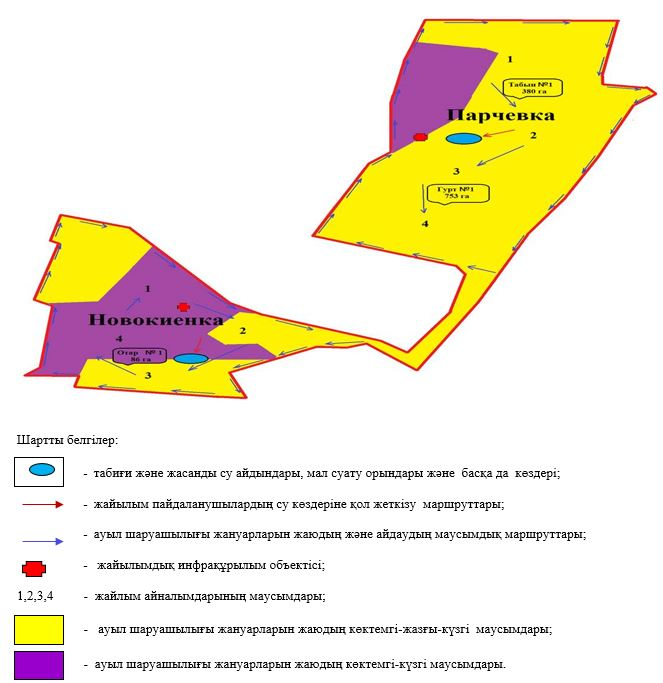 1
Табын №1
380 га
Парчевка
2
3
Гурт №1
753 га
4
1
Новокиенка
2
4
Отар № 1
86 га
3
Шартты белгілер:
- табиғи және жасанды су айдындары, мал суату орындары және басқа да көздері;
- жайылым пайдаланушылардың су көздеріне қол жеткізу маршруттары;
- ауыл шаруашылығы жануарларын жаюдың және айдаудың маусымдық маршруттары;
- жайылымдық инфрақұрылым объектісі;
1,2,3,4 - жайлым айналымдарының маусымдары;
- ауыл шаруашылығы жануарларын жаюдың көктемгі-жазғы-күзгі маусымдары;
- ауыл шаруашылығы жануарларын жаюдың көктемгі-күзгі маусымдары.